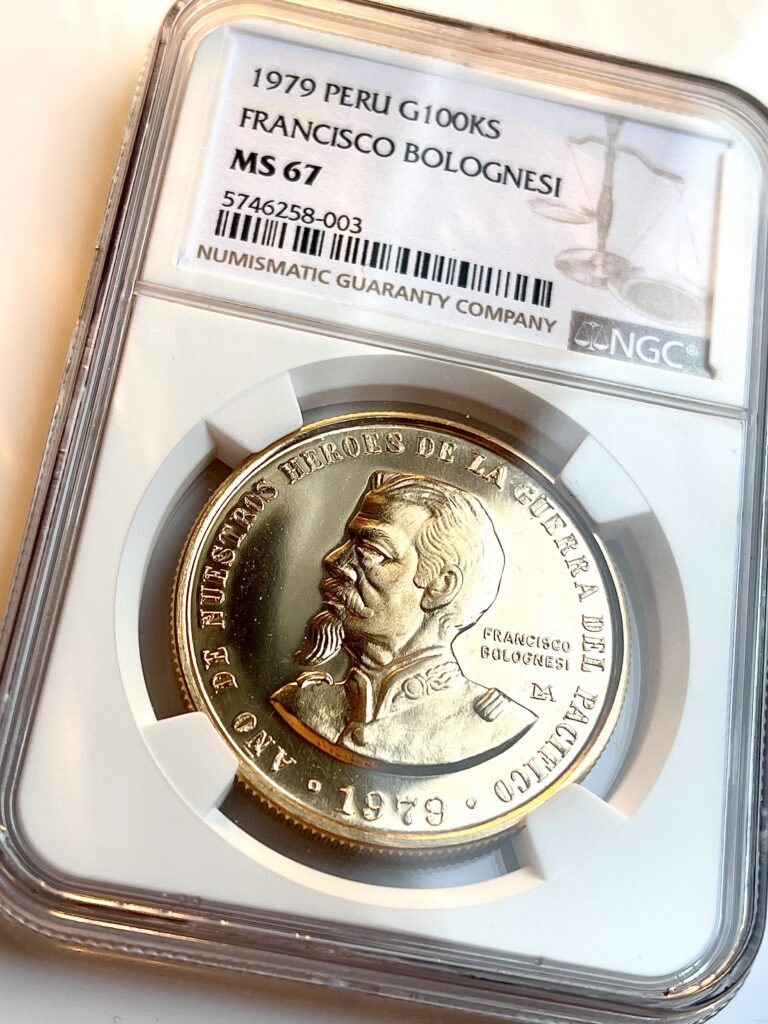 1979 PERU G100KS
FRANCISCO BOLOGNESI
MS 67
5746258-003
NUMISMATIC GUARANTY COMPANY
NGC®
AÑO DE NUESTROS HEROES DE LA GUERRA DEL PACIFICO
FRANCISCO
BOLOGNESI
• 1979 •